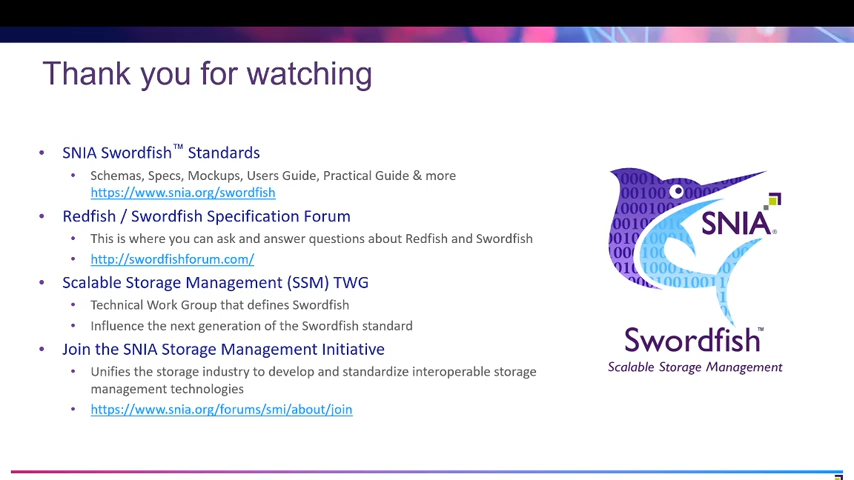 Thank you for watching
• SNIA Swordfish™ Standards
• Schemas, Specs, Mockups, Users Guide, Practical Guide & more
https://www.snia.org/swordfish
• Redfish / Swordfish Specification Forum
• This is where you can ask and answer questions about Redfish and Swordfish
• http://swordfishforum.com/
• Scalable Storage Management (SSM) TWG
• Technical Work Group that defines Swordfish
• Influence the next generation of the Swordfish standard
• Join the SNIA Storage Management Initiative
• Unifies the storage industry to develop and standardize interoperable storage
management technologies
• https://www.snia.org/forums/smi/about/join
SNIA®
Swordfish™
Scalable Storage Management